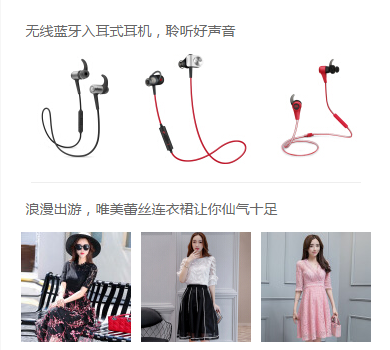 无线蓝牙入耳式耳机，聆听好声音
浪漫出游，唯美蕾丝连衣裙让你仙气十足